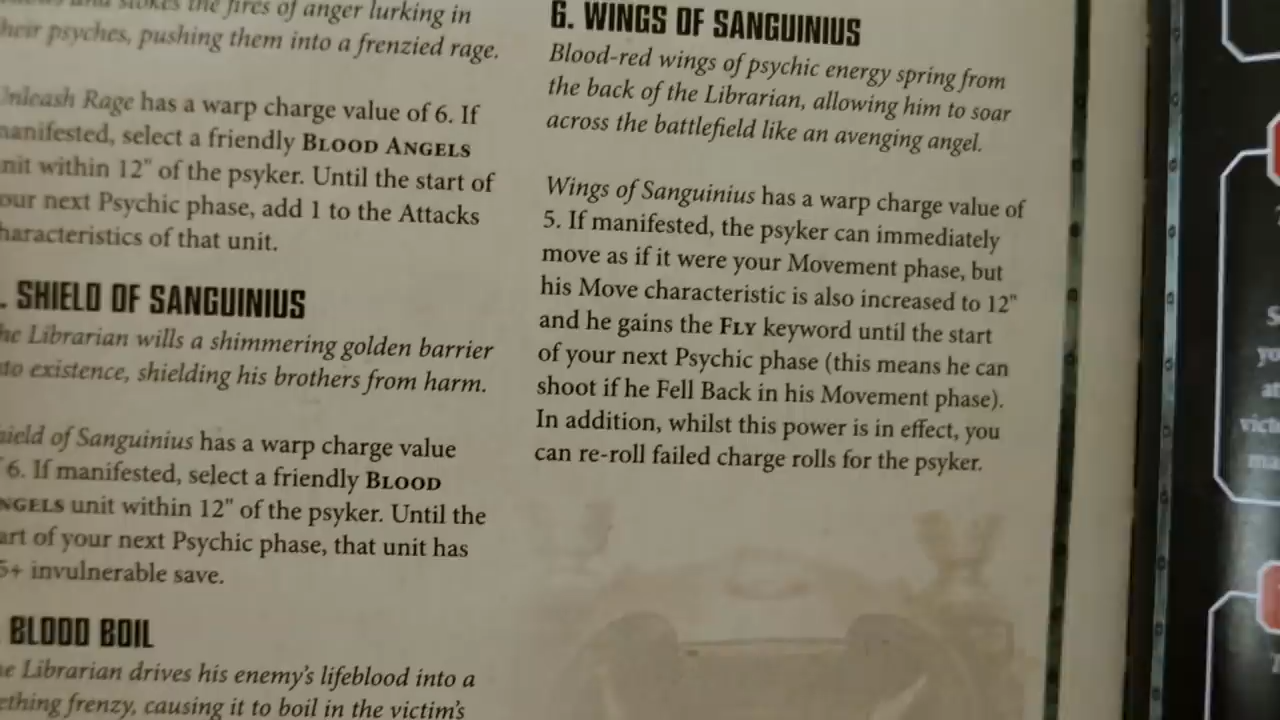 stokes the fires of anger lurking in
their psyches, pushing them into a frenzied rage.
Unleash Rage has a warp charge value of 6. If
manifested, select a friendly BLOOD ANGELS
unit within 12" of the psyker. Until the start of
your next Psychic phase, add 1 to the Attacks
characteristics of that unit.
. SHIELD OF SANGUINIUS
he Librarian wills a shimmering golden barrier
to existence, shielding his brothers from harm.
ield of Sanguinius has a warp charge value
6. If manifested, select a friendly BLOOD
NGELS unit within 12" of the psyker. Until the
art of your next Psychic phase, that unit has
5+ invulnerable save.
. BLOOD BOIL
e Librarian drives his enemy's lifeblood into a
ething frenzy, causing it to boil in the victim's
6. WINGS OF SANGUINIUS
Blood-red wings of psychic energy spring from
the back of the Librarian, allowing him to soar
across the battlefield like an avenging angel.
Wings of Sanguinius has a warp charge value of
5. If manifested, the psyker can immediately
move as if it were your Movement phase, but
his Move characteristic is also increased to 12"
and he gains the FLY keyword until the start
of your next Psychic phase (this means he can
shoot if he Fell Back in his Movement phase).
In addition, whilst this power is in effect, you
can re-roll failed charge rolls for the psyker.